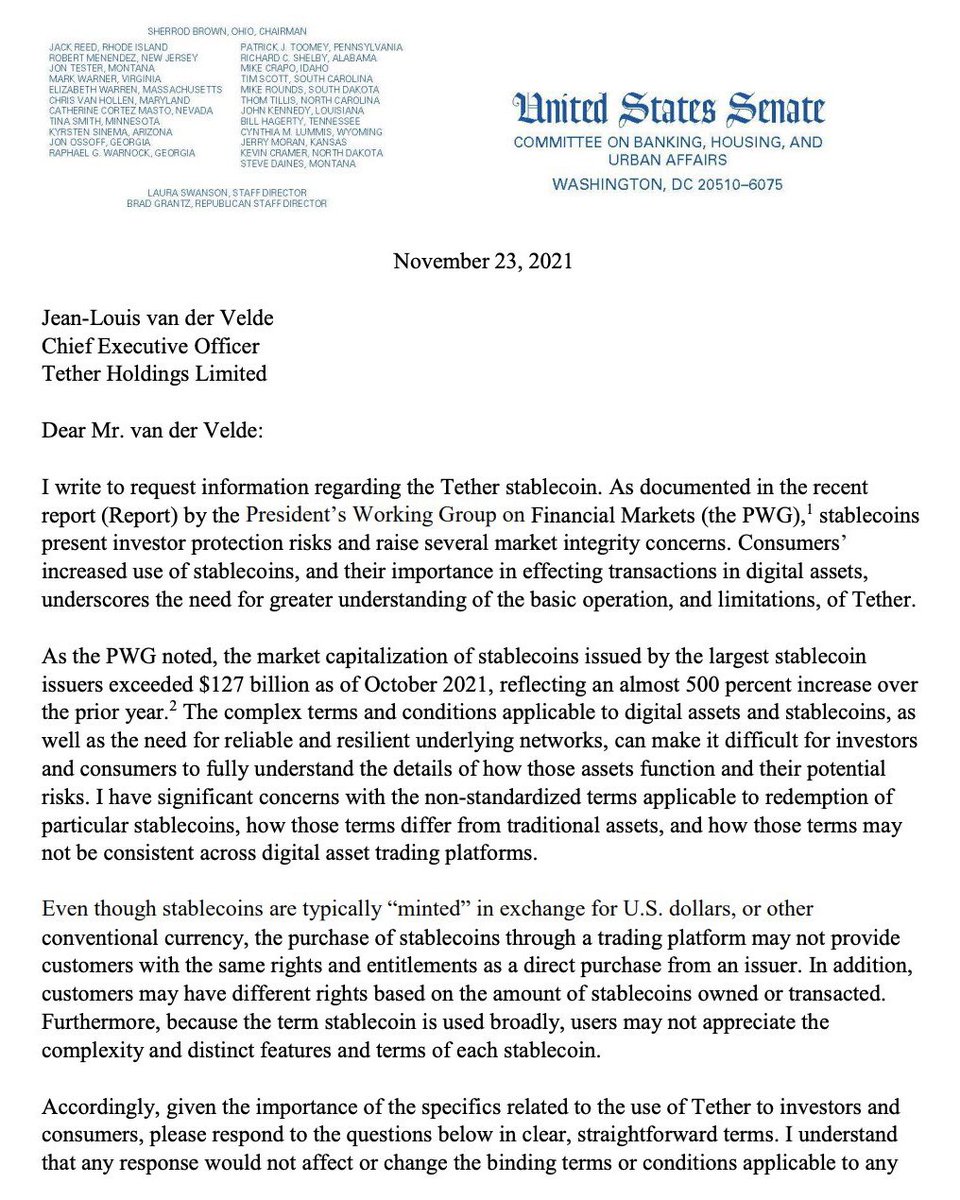 SHERROD BROWN, OHIO, CHAIRMAN
JACK REED, RHODE ISLAND
ROBERT MENENDEZ, NEW JERSEY
JON TESTER, MONTANA
MARK WARNER, VIRGINIA
ELIZABETH WARREN, MASSACHUSETTS
CHRIS VAN HOLLEN, MARYLAND
CATHERINE CORTEZ MASTO, NEVADA
TINA SMITH, MINNESOTA
KYRSTEN SINEMA, ARIZONA
JON OSSOFF, GEORGIA
RAPHAEL G. WARNOCK, GEORGIA
PATRICK J. TOOMEY, PENNSYLVANIA
RICHARD C. SHELBY, ALABAMA
MIKE CRAPO, IDAHO
TIM SCOTT, SOUTH CAROLINA
MIKE ROUNDS, SOUTH DAKOTA
THOM TILLIS, NORTH CAROLINA
JOHN KENNEDY, LOUISIANA
BILL HAGERTY, TENNESSEE
CYNTHIA M. LUMMIS, WYOMING
JERRY MORAN, KANSAS
KEVIN CRAMER, NORTH DAKOTA
STEVE DAINES, MONTANA
LAURA SWANSON, STAFF DIRECTOR
BRAD GRANTZ, REPUBLICAN STAFF DIRECTOR
United States Senate
COMMITTEE ON BANKING, HOUSING, AND
URBAN AFFAIRS
WASHINGTON, DC 20510–6075
November 23, 2021
Jean-Louis van der Velde
Chief Executive Officer
Tether Holdings Limited
Dear Mr. van der Velde:
I write to request information regarding the Tether stablecoin. As documented in the recent
report (Report) by the President’s Working Group on Financial Markets (the PWG),¹ stablecoins
present investor protection risks and raise several market integrity concerns. Consumers’
increased use of stablecoins, and their importance in effecting transactions in digital assets,
underscores the need for greater understanding of the basic operation, and limitations, of Tether.
As the PWG noted, the market capitalization of stablecoins issued by the largest stablecoin
issuers exceeded $127 billion as of October 2021, reflecting an almost 500 percent increase over
the prior year.² The complex terms and conditions applicable to digital assets and stablecoins, as
well as the need for reliable and resilient underlying networks, can make it difficult for investors
and consumers to fully understand the details of how those assets function and their potential
risks. I have significant concerns with the non-standardized terms applicable to redemption of
particular stablecoins, how those terms differ from traditional assets, and how those terms may
not be consistent across digital asset trading platforms.
Even though stablecoins are typically “minted” in exchange for U.S. dollars, or other
conventional currency, the purchase of stablecoins through a trading platform may not provide
customers with the same rights and entitlements as a direct purchase from an issuer. In addition,
customers may have different rights based on the amount of stablecoins owned or transacted.
Furthermore, because the term stablecoin is used broadly, users may not appreciate the
complexity and distinct features and terms of each stablecoin.
Accordingly, given the importance of the specifics related to the use of Tether to investors and
consumers, please respond to the questions below in clear, straightforward terms. I understand
that any response would not affect or change the binding terms or conditions applicable to any